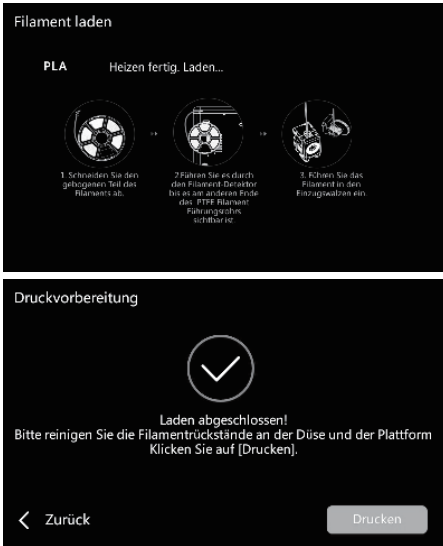 Filament laden
PLA Heizen fertig. Laden...
1. Schneiden Sie den
gebogenen Teil des
Filaments ab.
2.Führen Sie es durch
den Filament-Detektor
bis es am anderen Ende
des PTFE Filament
Führungsrohrs
sichtbar ist.
3. Führen Sie das
Filament in den
Einzugswalzen ein.
Druckvorbereitung
Laden abgeschlossen!
Bitte reinigen Sie die Filamentrückstände an der Düse und der Plattform
Klicken Sie auf [Drucken].
Zurück
Drucken